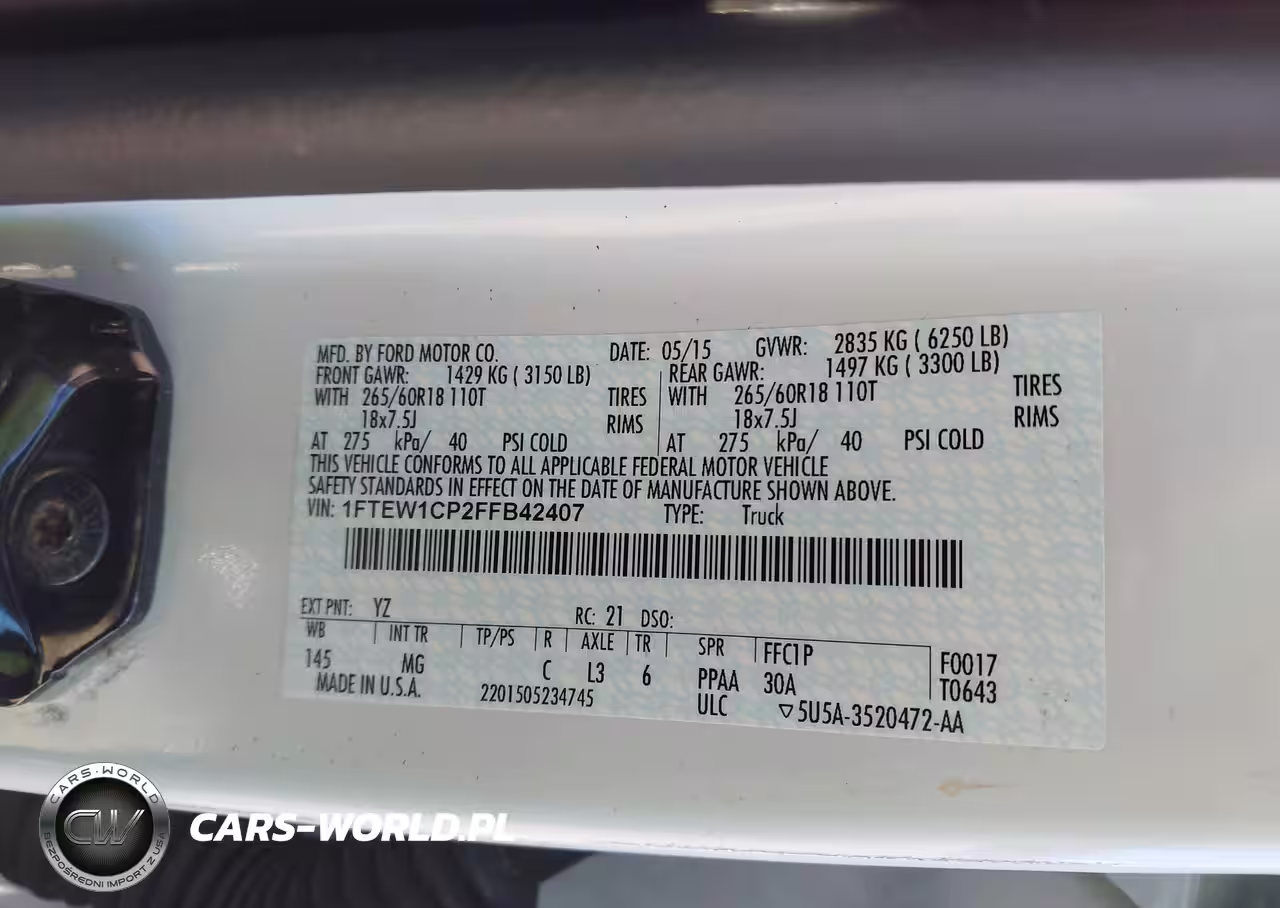 MFD. BY FORD MOTOR CO. DATE: 05/15 GVWR: 2835 KG ( 6250 LB)
FRONT GAWR: 1429 KG ( 3150 LB) REAR GAWR: 1497 KG ( 3300 LB)
WITH 265/60R18 110T TIRES WITH 265/60R18 110T TIRES
18x7.5J RIMS 18x7.5J RIMS
AT 275 kPa/ 40 PSI COLD AT 275 kPa/ 40 PSI COLD
THIS VEHICLE CONFORMS TO ALL APPLICABLE FEDERAL MOTOR VEHICLE
SAFETY STANDARDS IN EFFECT ON THE DATE OF MANUFACTURE SHOWN ABOVE.
VIN: 1FTEW1CP2FFB42407 TYPE: Truck
EXT PNT: YZ RC: 21 DSO:
WB INT TR TP/PS R AXLE TR SPR FFC1P F0017
145 MG C L3 6 PPAA 30A T0643
MADE IN U.S.A. 2201505234745 ULC ▽5U5A-3520472-AA
CARS-WORLD
CW
BEZPOŚREDNI IMPORT Z USA
CARS-WORLD.PL